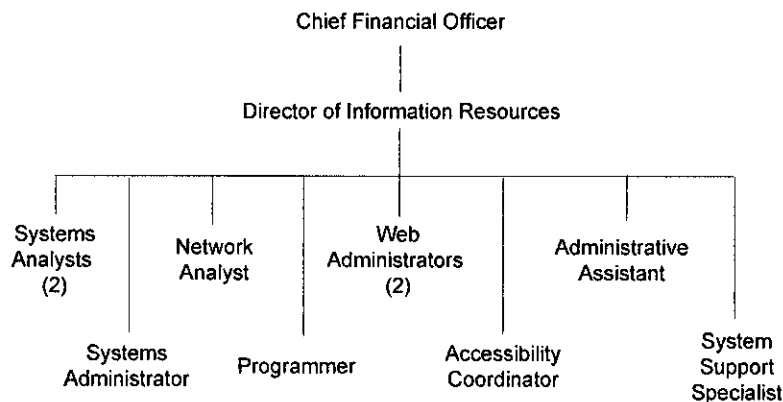 Chief Financial Officer
Director of Information Resources
Systems
Analysts
(2)
Network
Analyst
Web
Administrators
(2)
Administrative
Assistant
Systems
Administrator
Programmer
Accessibility
Coordinator
System
Support
Specialist